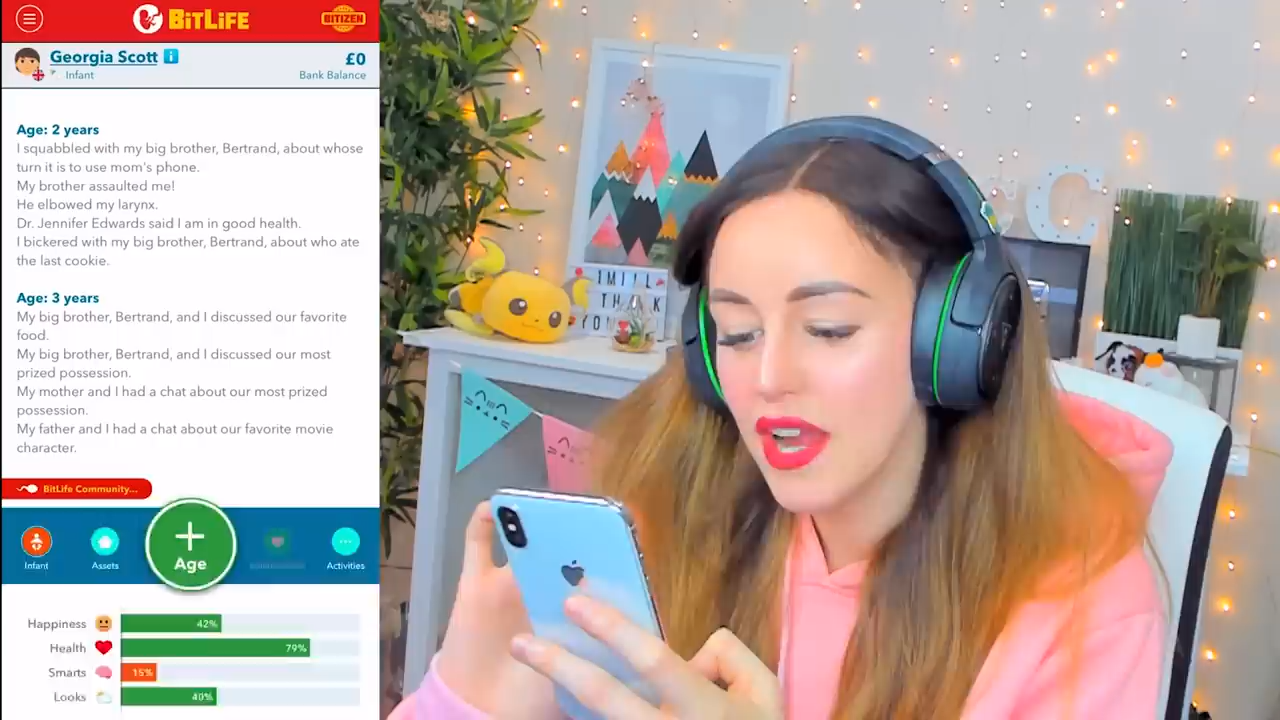 BitLife
BITIZEN
Georgia Scott i
£0
Infant
Bank Balance
Age: 2 years
I squabbled with my big brother, Bertrand, about whose
turn it is to use mom's phone.
My brother assaulted me!
He elbowed my larynx.
Dr. Jennifer Edwards said I am in good health.
I bickered with my big brother, Bertrand, about who ate
the last cookie.
Age: 3 years
My big brother, Bertrand, and I discussed our favorite
food.
My big brother, Bertrand, and I discussed our most
prized possession.
My mother and I had a chat about our most prized
possession.
My father and I had a chat about our favorite movie
character.
BitLife Community...
Infant
Assets
+
Age
Activities
Happiness 42%
Health 79%
Smarts 15%
Looks 40%
1MILL
THANK
YOU
C